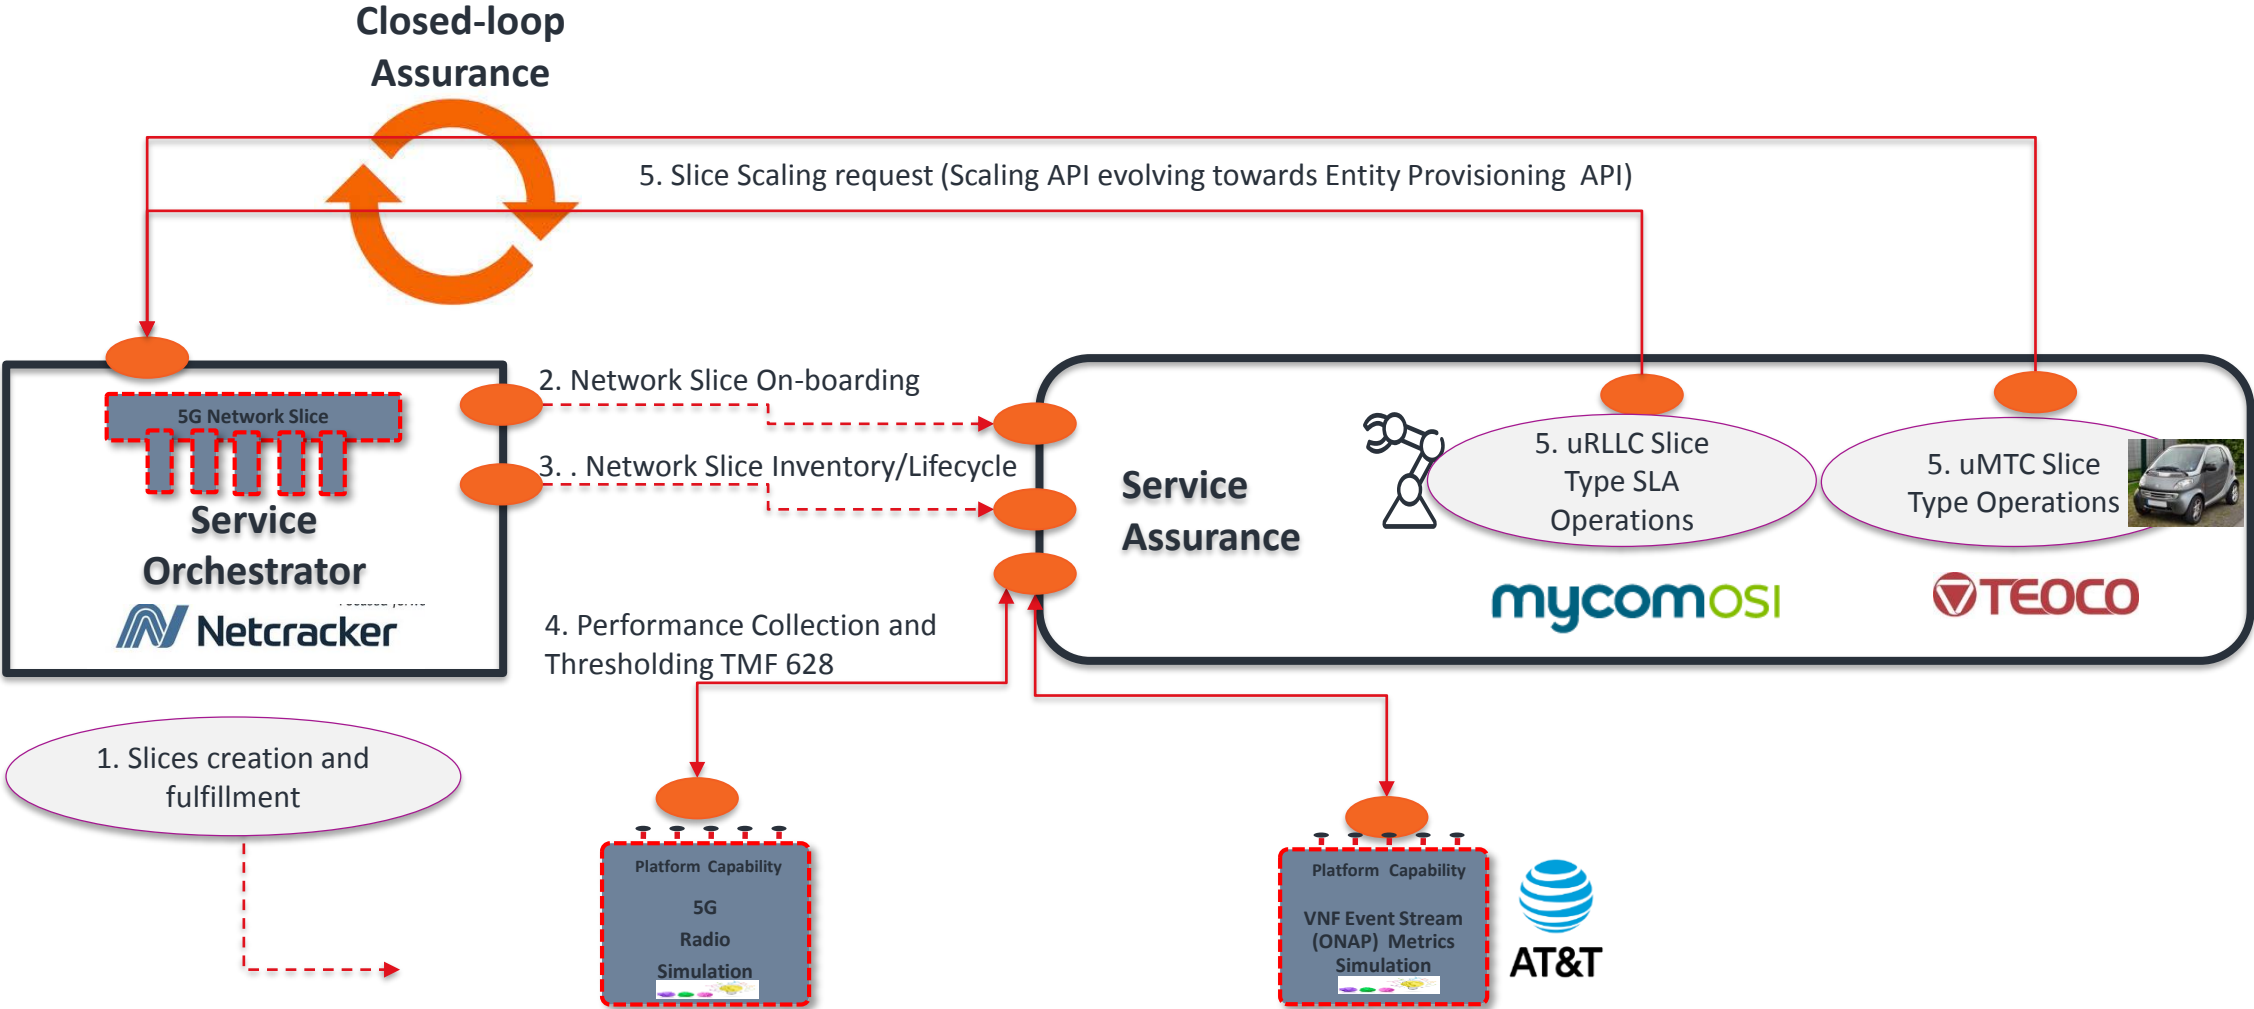 Closed-loop
Assurance
5. Slice Scaling request (Scaling API evolving towards Entity Provisioning  API)
5G Network Slice
Service
Orchestrator
Netcracker
2. Network Slice On-boarding
3. . Network Slice Inventory/Lifecycle
Service
Assurance
5. uRLLC Slice
Type SLA
Operations
mycomosi
5. uMTC Slice
Type Operations
TEOCO
4. Performance Collection and
Thresholding TMF 628
1. Slices creation and
fulfillment
Platform  Capability
5G
Radio
Simulation
Platform  Capability
VNF Event Stream
(ONAP)  Metrics
Simulation
AT&T